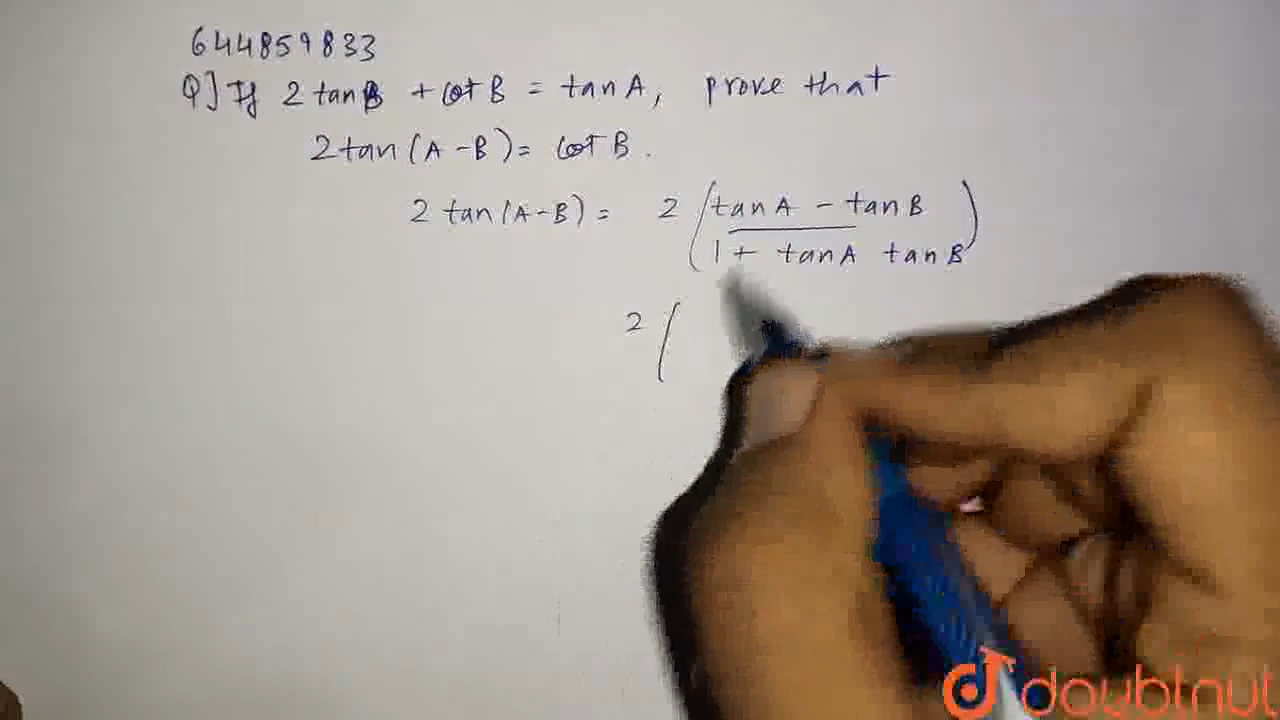 644859833
Q] If 2 tan B + cot B = tan A, prove that
2 tan (A - B) = cot B.
2 tan (A - B) = 2 ( tan A - tan B
1 + tan A tan B )
2 (
doubtnut